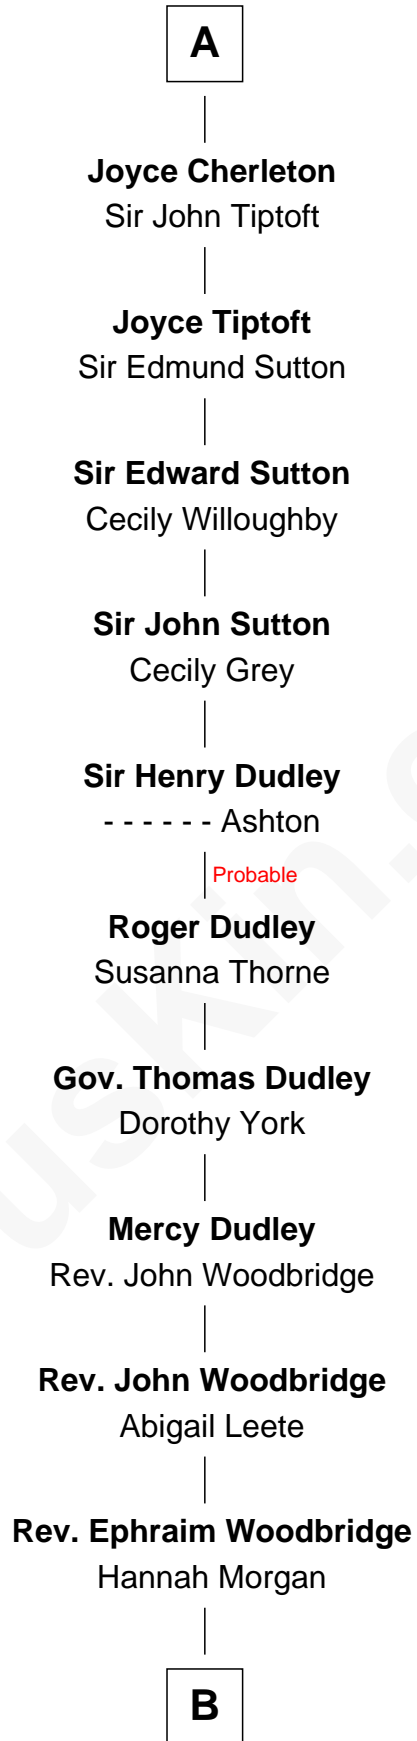 A
Joyce Cherleton
Sir John Tiptoft
Joyce Tiptoft
Sir Edmund Sutton
Sir Edward Sutton
Cecily Willoughby
Sir John Sutton
Cecily Grey
Sir Henry Dudley
- - - - - - Ashton
Probable
Roger Dudley
Susanna Thorne
Gov. Thomas Dudley
Dorothy York
Mercy Dudley
Rev. John Woodbridge
Rev. John Woodbridge
Abigail Leete
Rev. Ephraim Woodbridge
Hannah Morgan
B